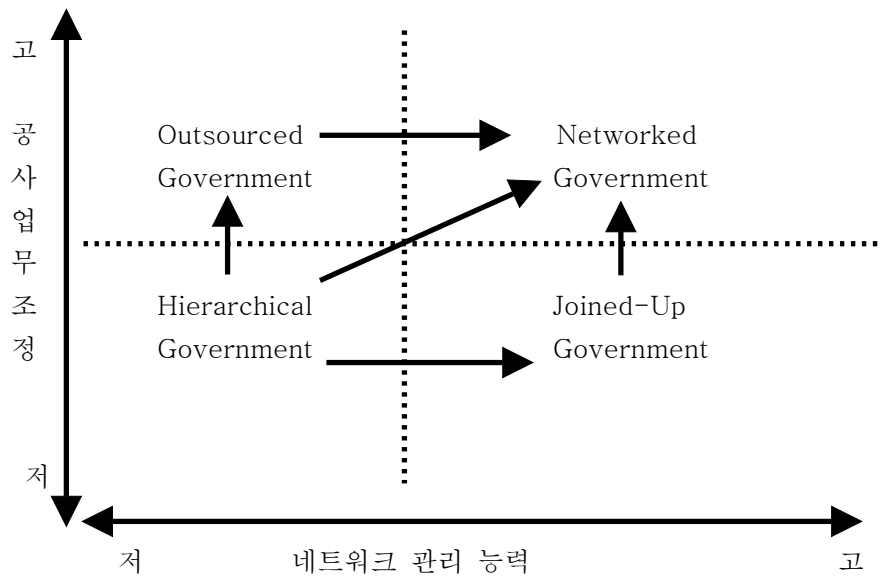 고
공
사
업
무
조
정
저
Outsourced
Government
Networked
Government
Hierarchical
Government
Joined-Up
Government
저 네트워크 관리 능력 고